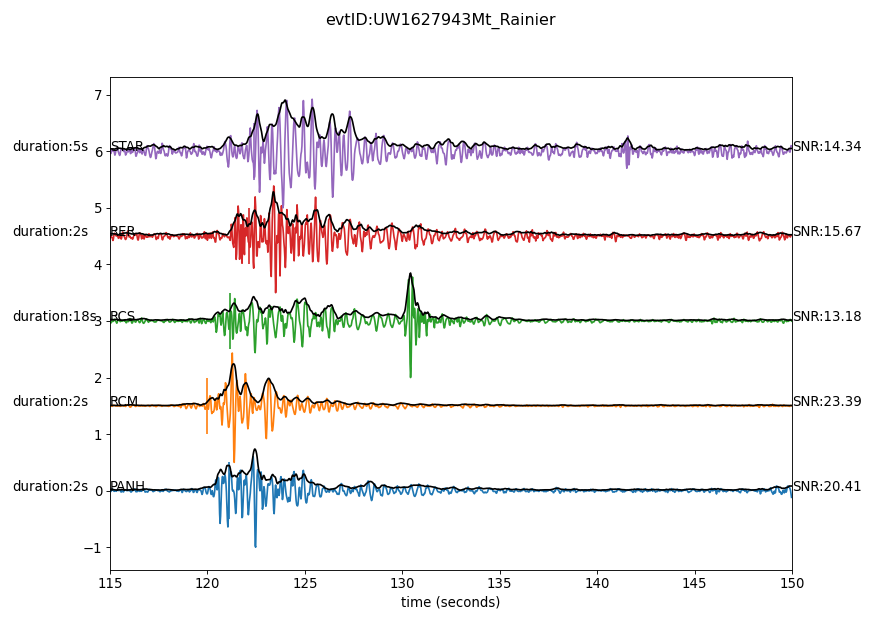 evtID:UW1627943Mt_Rainier
7
duration:5s STAR SNR:14.34
6
5
duration:2s RER SNR:15.67
4
duration:18s RCS SNR:13.18
3
2
duration:2s RCM SNR:23.39
1
duration:2s PANH SNR:20.41
0
−1
115 120 125 130 135 140 145 150
time (seconds)